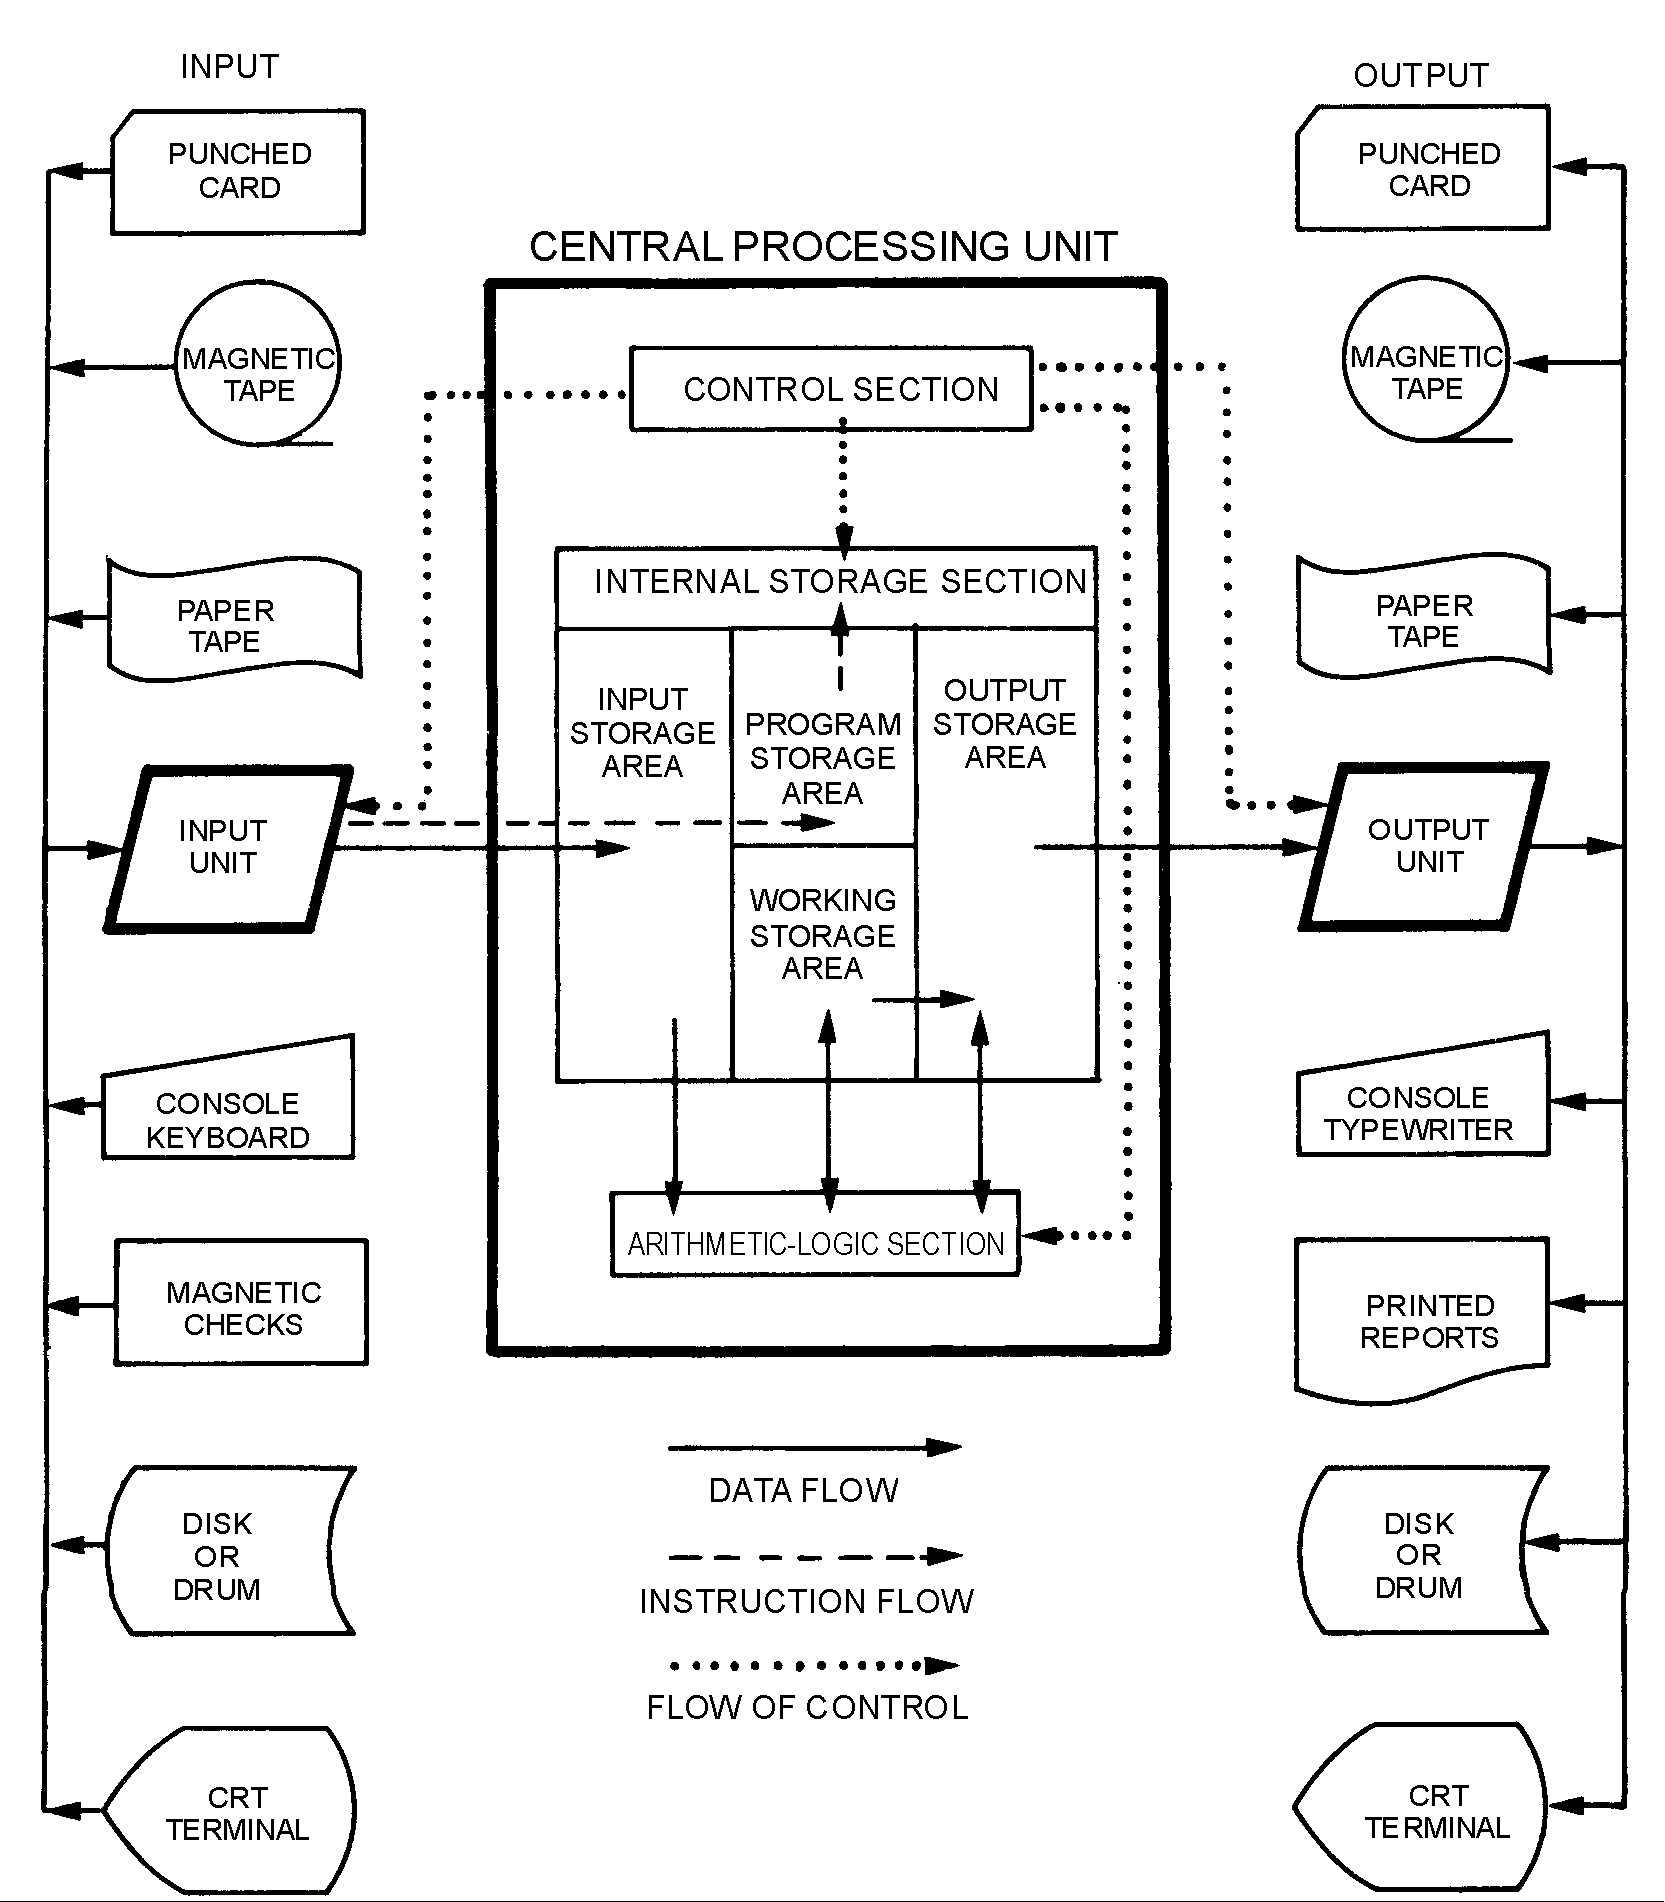 INPUT
PUNCHED
CARD
MAGNETIC
TAPE
PAPER
TAPE
INPUT
UNIT
CONSOLE
KEYBOARD
MAGNETIC
CHECKS
DISK
OR
DRUM
CRT
TERMINAL
CENTRAL PROCESSING UNIT
CONTROL SECTION
INTERNAL STORAGE SECTION
INPUT
STORAGE
AREA
PROGRAM
STORAGE
AREA
OUTPUT
STORAGE
AREA
WORKING
STORAGE
AREA
ARITHMETIC-LOGIC SECTION
DATA FLOW
INSTRUCTION FLOW
FLOW OF CONTROL
OUTPUT
PUNCHED
CARD
MAGNETIC
TAPE
PAPER
TAPE
OUTPUT
UNIT
CONSOLE
TYPEWRITER
PRINTED
REPORTS
DISK
OR
DRUM
CRT
TERMINAL